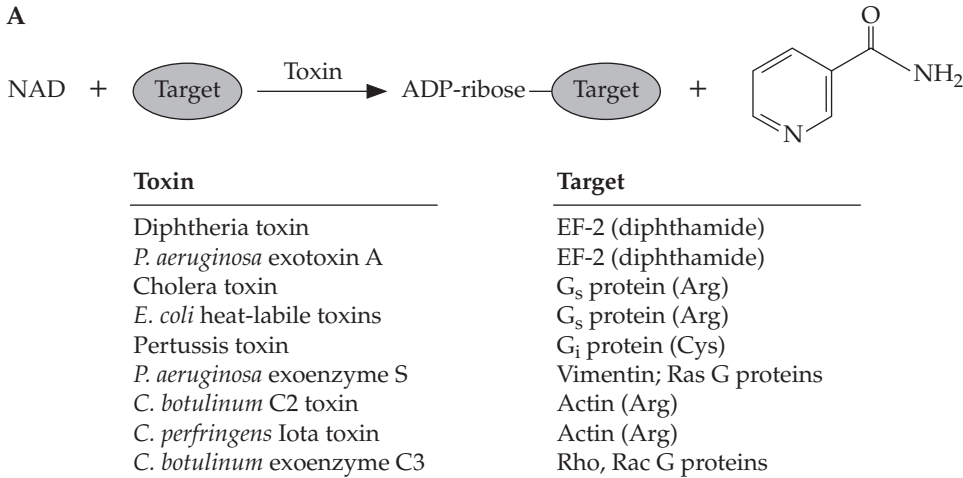 A
NAD + Target Toxin ADP-ribose Target + N O NH2
Toxin Target
Diphtheria toxin EF-2 (diphthamide)
P. aeruginosa exotoxin A EF-2 (diphthamide)
Cholera toxin Gs protein (Arg)
E. coli heat-labile toxins Gs protein (Arg)
Pertussis toxin Gi protein (Cys)
P. aeruginosa exoenzyme S Vimentin; Ras G proteins
C. botulinum C2 toxin Actin (Arg)
C. perfringens Iota toxin Actin (Arg)
C. botulinum exoenzyme C3 Rho, Rac G proteins